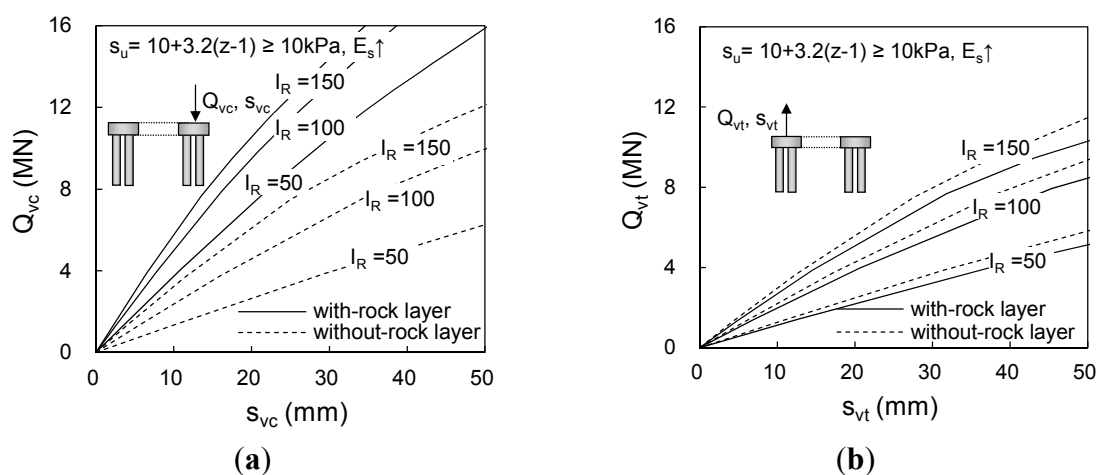 s_u= 10+3.2(z-1) ≥ 10kPa, E_s↑
Q_vc, s_vc
I_R =150
I_R =100
I_R =50
I_R =150
I_R =100
I_R =50
with-rock layer
without-rock layer
Q_vc (MN)
16
12
8
4
0
0 10 20 30 40 50
s_vc (mm)
(a)
s_u= 10+3.2(z-1) ≥ 10kPa, E_s↑
Q_vt, s_vt
I_R =150
I_R =100
I_R =50
with-rock layer
without-rock layer
Q_vt (MN)
16
12
8
4
0
0 10 20 30 40 50
s_vt (mm)
(b)